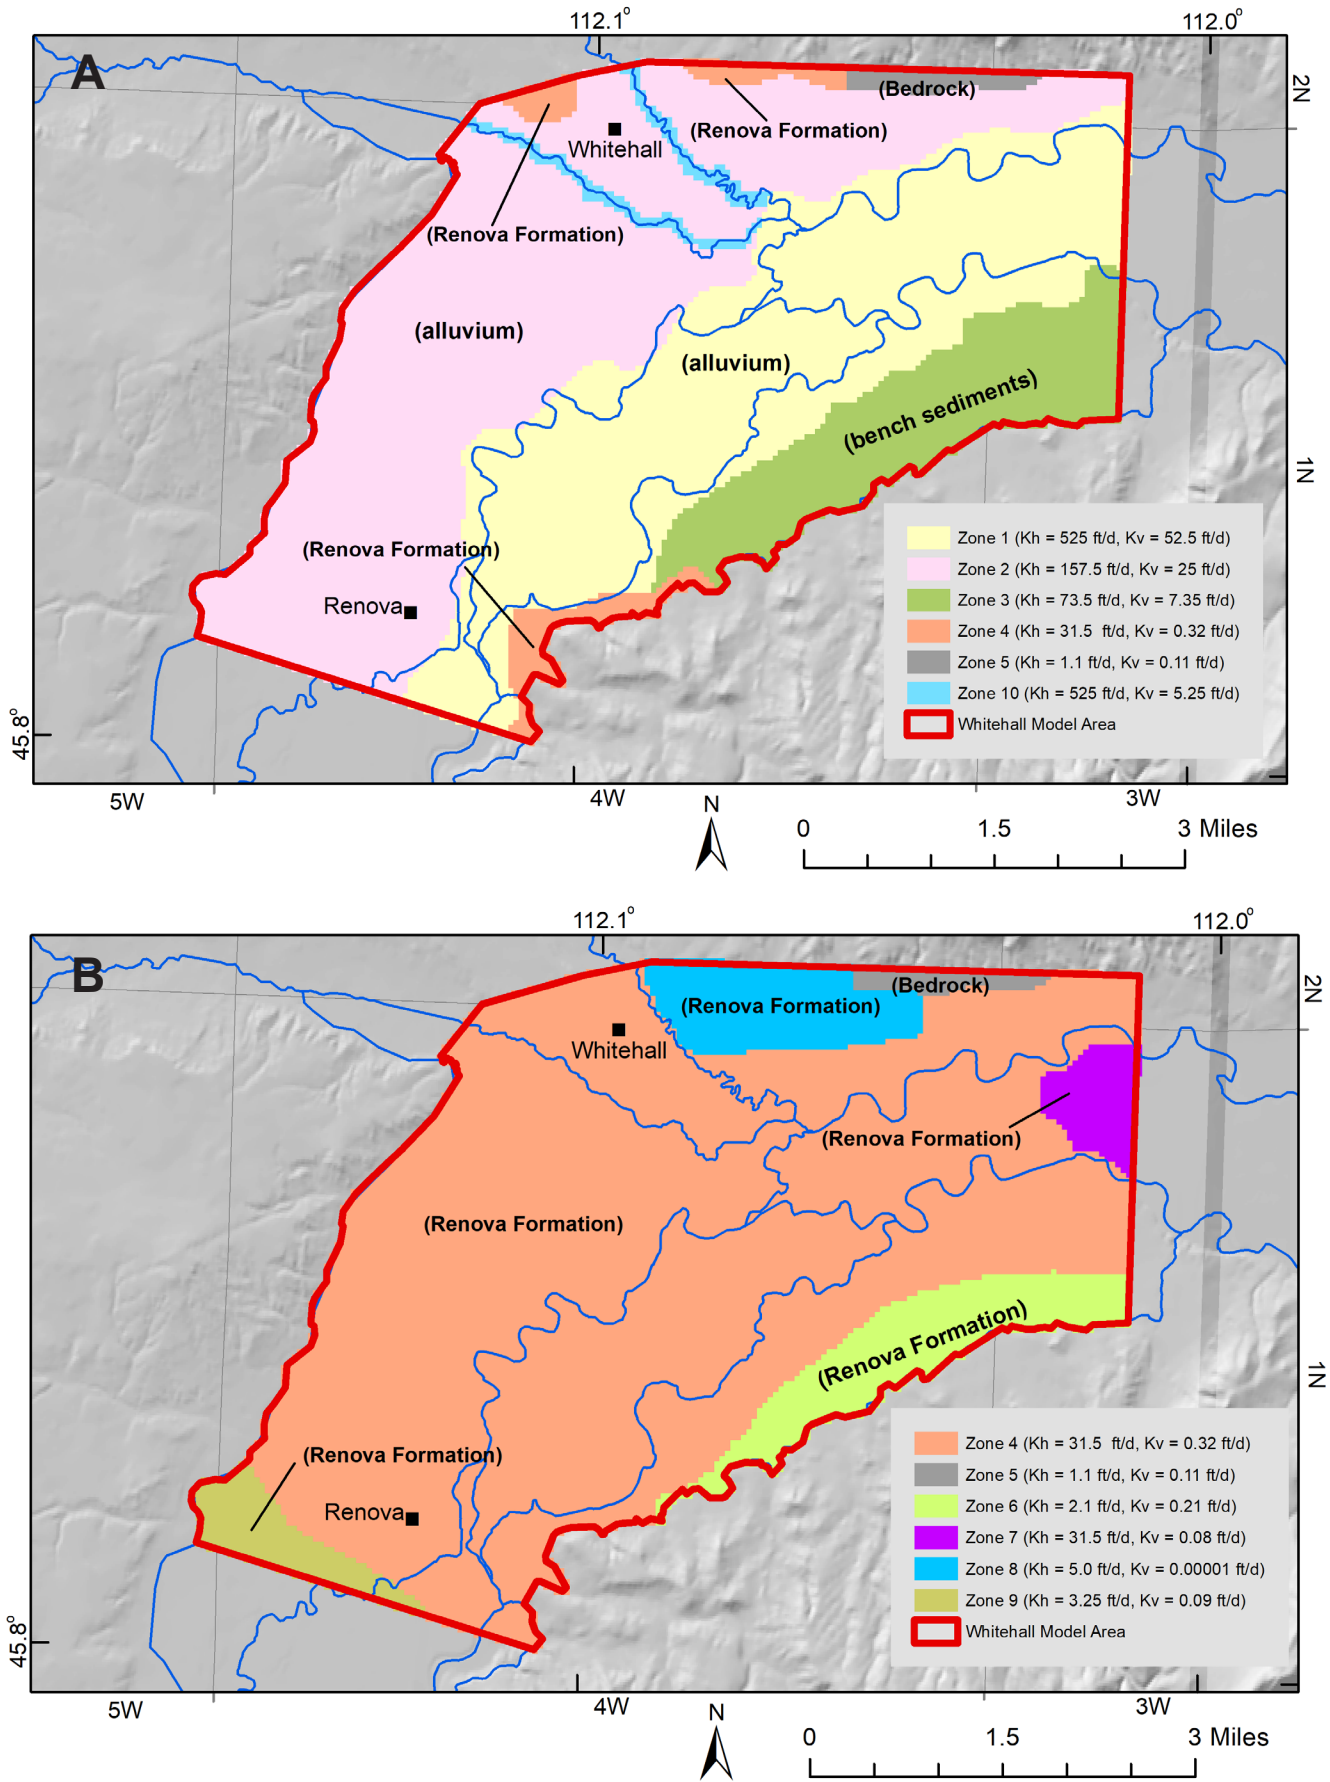 112.1°
112.0°
A
2N
(Bedrock)
(Renova Formation)
Whitehall
(Renova Formation)
(alluvium)
(alluvium)
(bench sediments)
1N
(Renova Formation)
Renova
Zone 1 (Kh = 525 ft/d, Kv = 52.5 ft/d)
Zone 2 (Kh = 157.5 ft/d, Kv = 25 ft/d)
Zone 3 (Kh = 73.5 ft/d, Kv = 7.35 ft/d)
Zone 4 (Kh = 31.5 ft/d, Kv = 0.32 ft/d)
Zone 5 (Kh = 1.1 ft/d, Kv = 0.11 ft/d)
Zone 10 (Kh = 525 ft/d, Kv = 5.25 ft/d)
Whitehall Model Area
45.8°
5W
4W
3W
N
0 1.5 3 Miles
112.1°
112.0°
B
2N
(Bedrock)
(Renova Formation)
Whitehall
(Renova Formation)
(Renova Formation)
(Renova Formation)
1N
(Renova Formation)
Renova
Zone 4 (Kh = 31.5 ft/d, Kv = 0.32 ft/d)
Zone 5 (Kh = 1.1 ft/d, Kv = 0.11 ft/d)
Zone 6 (Kh = 2.1 ft/d, Kv = 0.21 ft/d)
Zone 7 (Kh = 31.5 ft/d, Kv = 0.08 ft/d)
Zone 8 (Kh = 5.0 ft/d, Kv = 0.00001 ft/d)
Zone 9 (Kh = 3.25 ft/d, Kv = 0.09 ft/d)
Whitehall Model Area
45.8°
5W
4W
3W
N
0 1.5 3 Miles